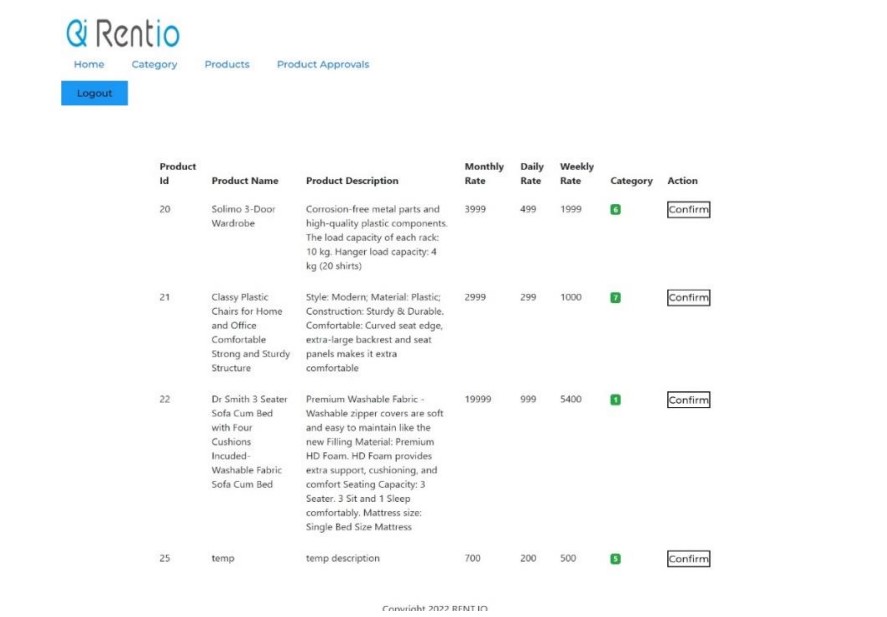 Rentio
Home Category Products Product Approvals
Logout
Product Id Product Name Product Description Monthly Rate Daily Rate Weekly Rate Category Action
20 Solimo 3-Door Corrosion-free metal parts and 3999 499 1999 6 Confirm
Wardrobe high-quality plastic components.
The load capacity of each rack:
10 kg. Hanger load capacity: 4
kg (20 shirts)
21 Classy Plastic Style: Modern; Material: Plastic; 2999 299 1000 7 Confirm
Chairs for Home Construction: Sturdy & Durable.
and Office Comfortable: Curved seat edge,
Comfortable extra-large backrest and seat
Strong and Sturdy panels makes it extra
Structure comfortable
22 Dr Smith 3 Seater Premium Washable Fabric - 19999 999 5400 1 Confirm
Sofa Cum Bed Washable zipper covers are soft
with Four and easy to maintain like the
Cushions new Filling Material: Premium
Incuded- HD Foam. HD Foam provides
Washable Fabric extra support, cushioning, and
Sofa Cum Bed comfort Seating Capacity: 3
Seater. 3 Sit and 1 Sleep
comfortably. Mattress size:
Single Bed Size Mattress
25 temp temp description 700 200 500 5 Confirm
Copyright 2022 RENT.IO